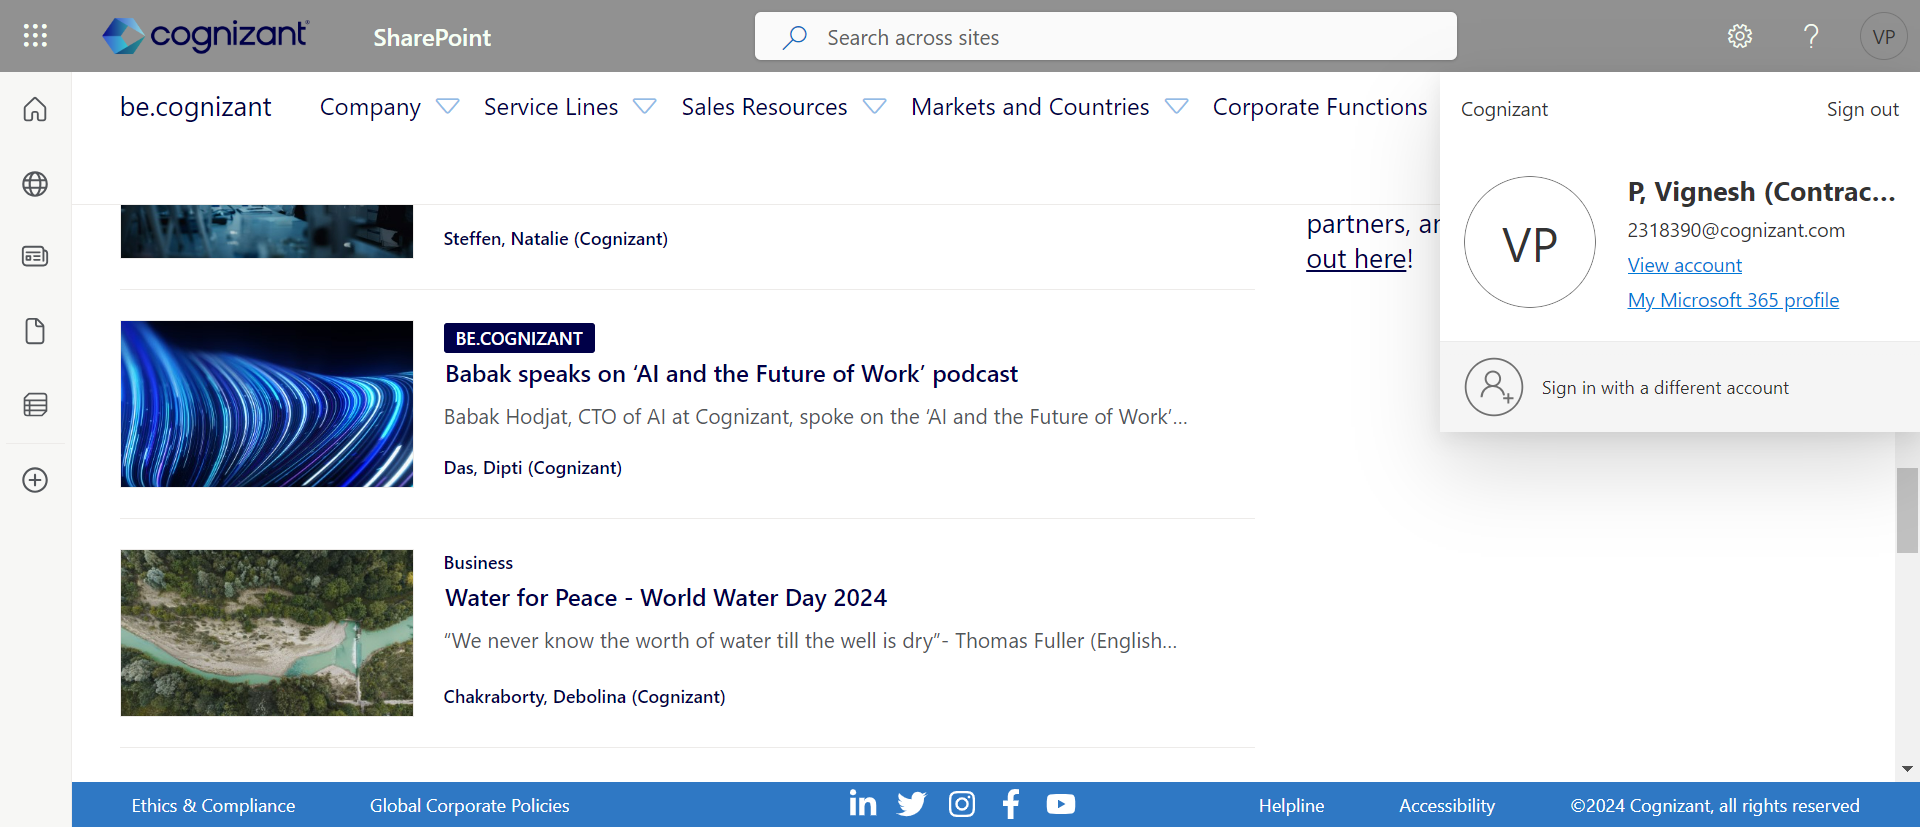 cognizant
SharePoint
Search across sites
VP
be.cognizant
Company
Service Lines
Sales Resources
Markets and Countries
Corporate Functions
Cognizant
Sign out
VP
P, Vignesh (Contrac...
2318390@cognizant.com
View account
My Microsoft 365 profile
Sign in with a different account
Steffen, Natalie (Cognizant)
partners,
out here!
BE.COGNIZANT
Babak speaks on ‘AI and the Future of Work’ podcast
Babak Hodjat, CTO of AI at Cognizant, spoke on the ‘AI and the Future of Work’...
Das, Dipti (Cognizant)
Business
Water for Peace - World Water Day 2024
“We never know the worth of water till the well is dry”- Thomas Fuller (English...
Chakraborty, Debolina (Cognizant)
Ethics & Compliance
Global Corporate Policies
Helpline
Accessibility
©2024 Cognizant, all rights reserved